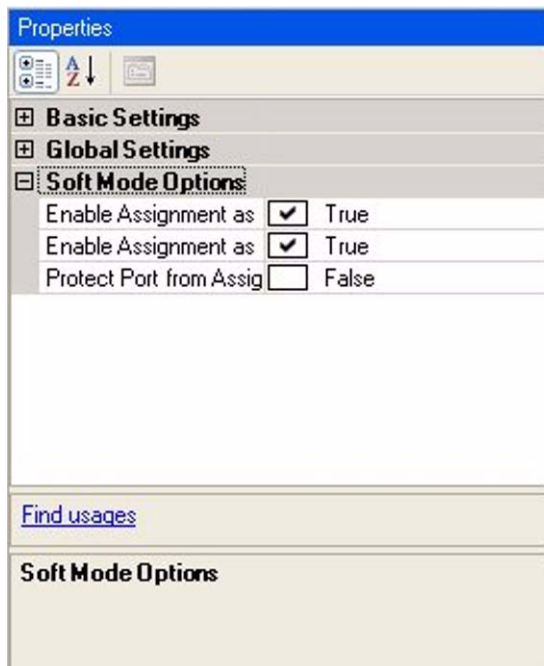 Properties
A
Z
Basic Settings
Global Settings
Soft Mode Options
Enable Assignment as True
Enable Assignment as True
Protect Port from Assig False
Find usages
Soft Mode Options